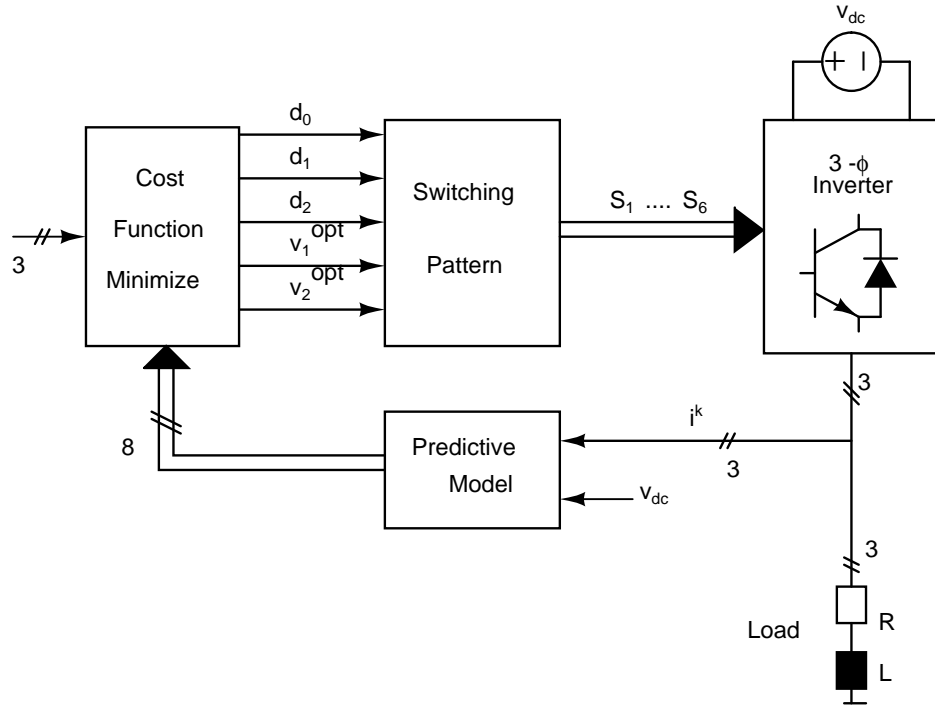 v_dc
+ –
3 -ϕ
Inverter
d_0
d_1
d_2
v_1^opt
v_2^opt
Cost
Function
Minimize
3
Switching
Pattern
S_1 .... S_6
3
8
Predictive
Model
i^k
3
v_dc
3
Load
R
L